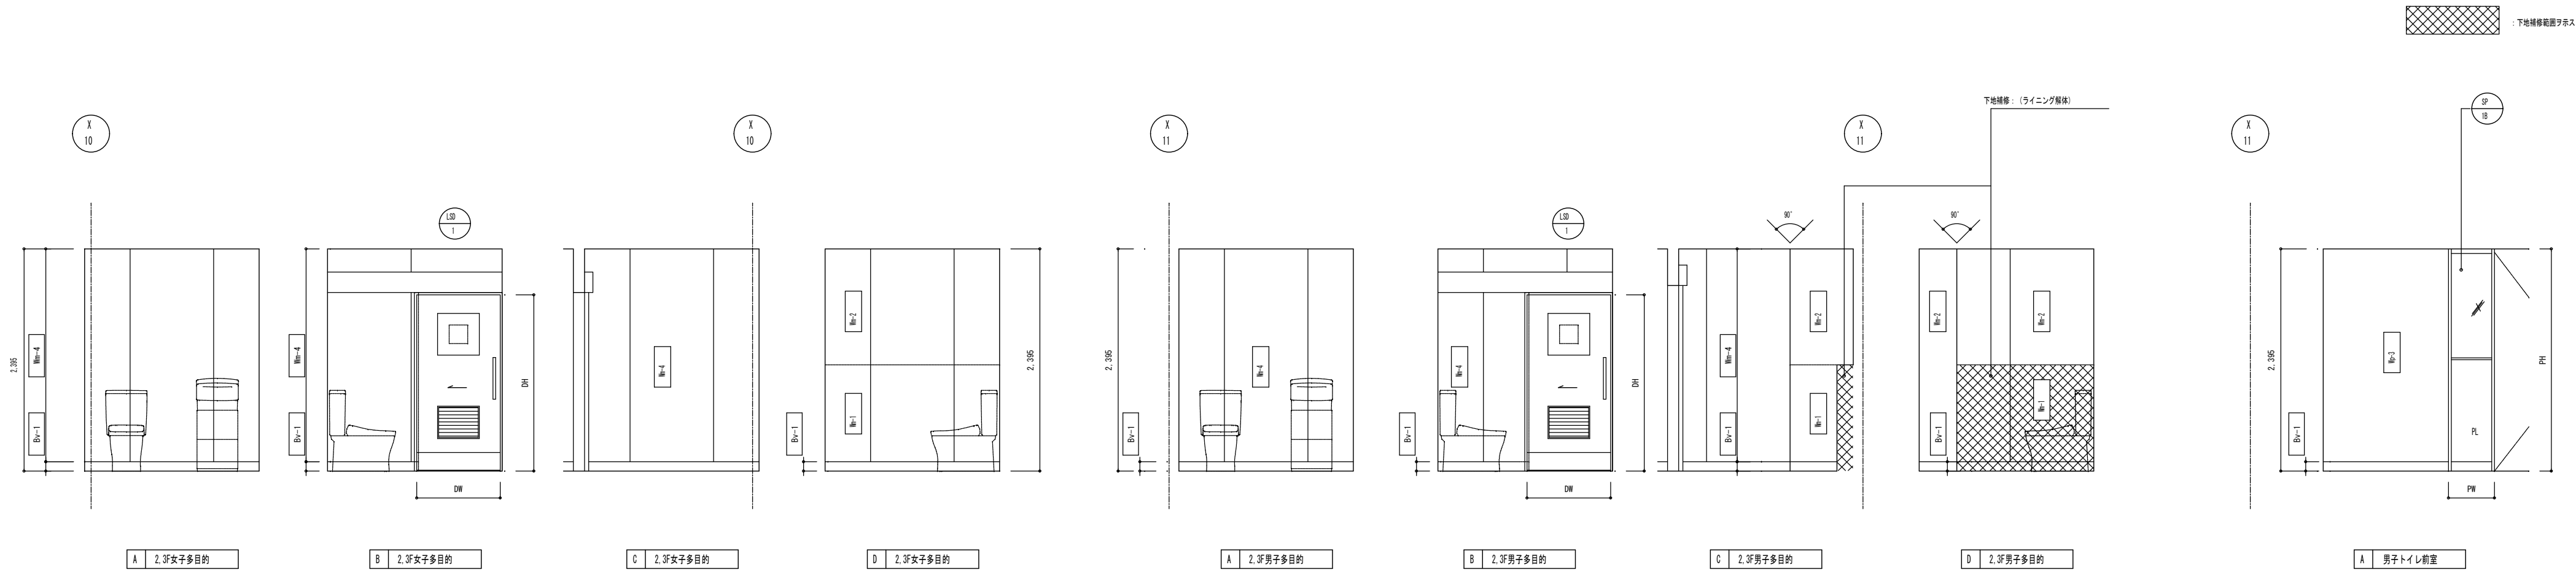 ：下地補修範囲ヲ示ス
下地補修：（ライニング解体）
X
10
X
10
X
11
X
11
X
11
SP
1B
LSD
1
LSD
1
90°
90°
2,395
Wm-4
Bv-1
Wm-4
Bv-1
DH
DW
Wm-4
Wm-2
Wm-1
Bv-1
2,395
2,395
Bv-1
Wm-4
Wm-4
Bv-1
DH
DW
Wm-4
Bv-1
Wm-2
Wm-1
Wm-2
Bv-1
Wm-2
Wm-1
2,395
Bv-1
Wp-3
PL
PH
PW
A 2,3F女子多目的
B 2,3F女子多目的
C 2,3F女子多目的
D 2,3F女子多目的
A 2,3F男子多目的
B 2,3F男子多目的
C 2,3F男子多目的
D 2,3F男子多目的
A 男子トイレ前室